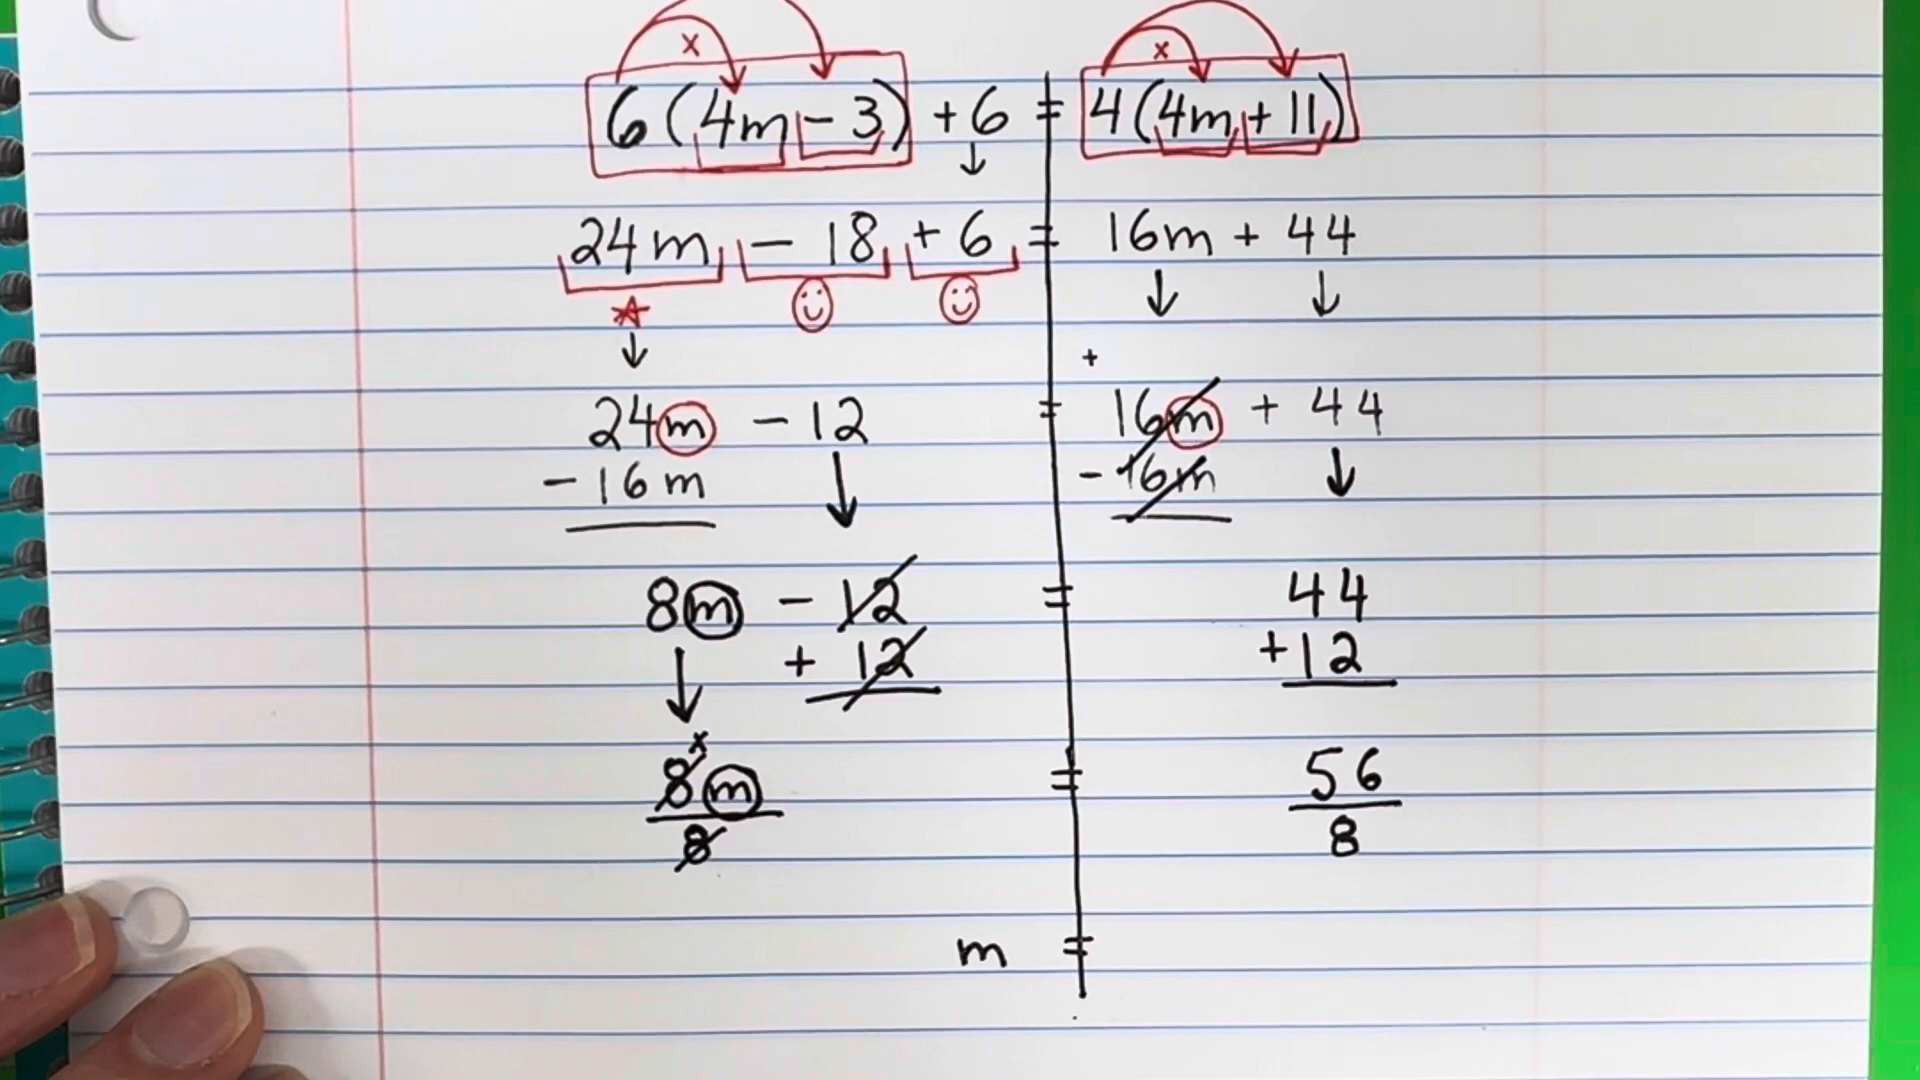 x x
6(4m - 3) + 6 = 4(4m + 11)
24m - 18 + 6 = 16m + 44
+
24m - 12 = 16m + 44
- 16m - 16m
8m - 12 = 44
+ 12 + 12
x
8m = 56
8 8
m =